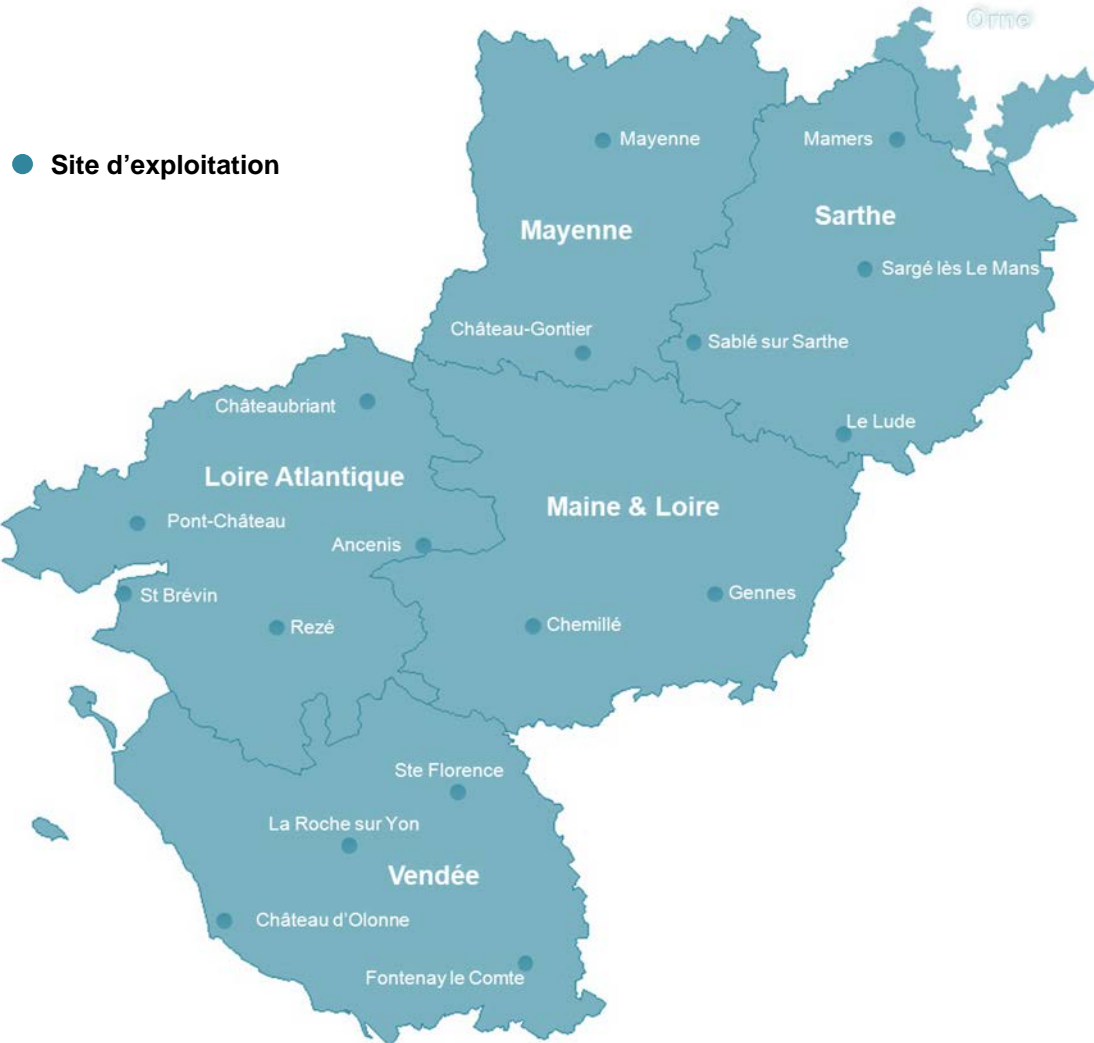 Orne
Mayenne
Mamers
Site d’exploitation
Sarthe
Mayenne
Sargé lès Le Mans
Château-Gontier
Sablé sur Sarthe
Châteaubriant
Le Lude
Loire Atlantique
Maine & Loire
Pont-Château
Ancenis
St Brévin
Gennes
Rezé
Chemillé
Ste Florence
La Roche sur Yon
Vendée
Château d’Olonne
Fontenay le Comte